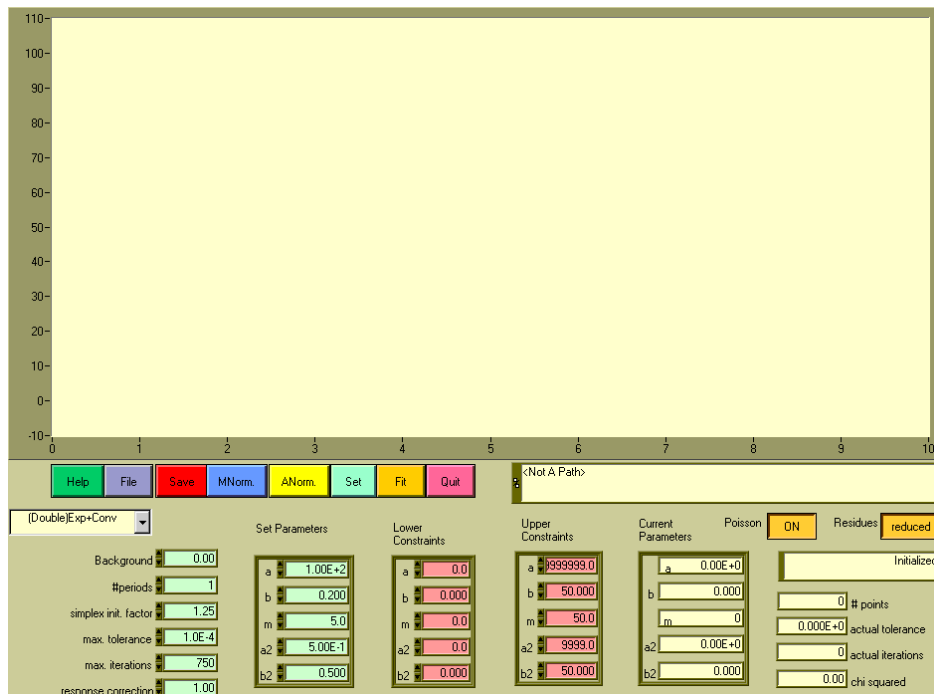 110-
100-
90-
80-
70-
60-
50-
40-
30-
20-
10-
0-
-10-
0 1 2 3 4 5 6 7 8 9 10
Help File Save MNorm. ANorm. Set Fit Quit
<Not A Path>
(Double)Exp+Conv
Background 0.00
#periods 1
simplex init. factor 1.25
max. tolerance 1.0E-4
max. iterations 750
response correction 1.00
Set Parameters
a 1.00E+2
b 0.200
m 5.0
a2 5.00E-1
b2 0.500
Lower
Constraints
a 0.0
b 0.000
m 0.0
a2 0.0
b2 0.000
Upper
Constraints
a 9999999.0
b 50.000
m 50.0
a2 9999.0
b2 50.000
Current
Parameters
a 0.00E+0
b 0.000
m 0
a2 0.00E+0
b2 0.000
Poisson ON Residues reduced
Initialized
0 # points
0.000E+0 actual tolerance
0 actual iterations
0.00 chi squared